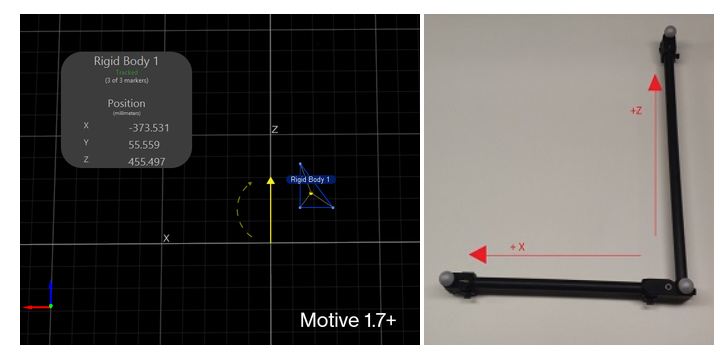 Rigid Body 1
Tracked
(3 of 3 markers)
Position
(millimeters)
X -373.531
Y 55.559
Z 455.497
Z
Rigid Body 1
X
Motive 1.7+
+Z
+ X